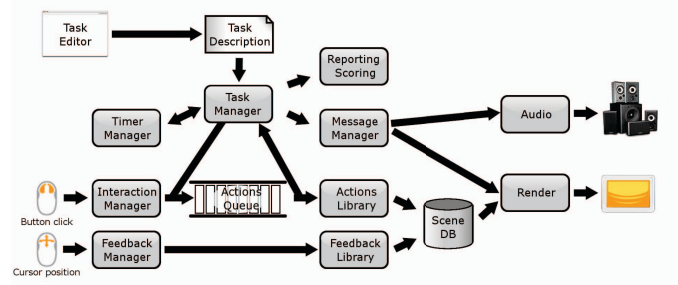 Task
Editor
Task
Description
Reporting
Scoring
Task
Manager
Timer
Manager
Message
Manager
Audio
Interaction
Manager
Actions
Queue
Actions
Library
Render
Button click
Scene
DB
Feedback
Manager
Feedback
Library
Cursor position